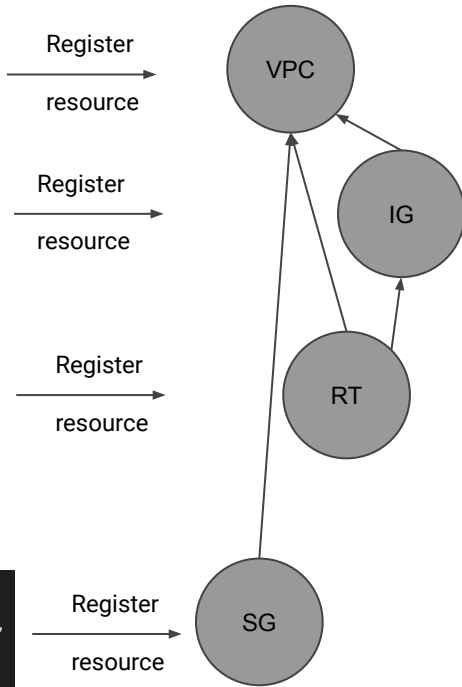 Register
resource
VPC
Register
resource
IG
Register
resource
RT
Register
resource
SG